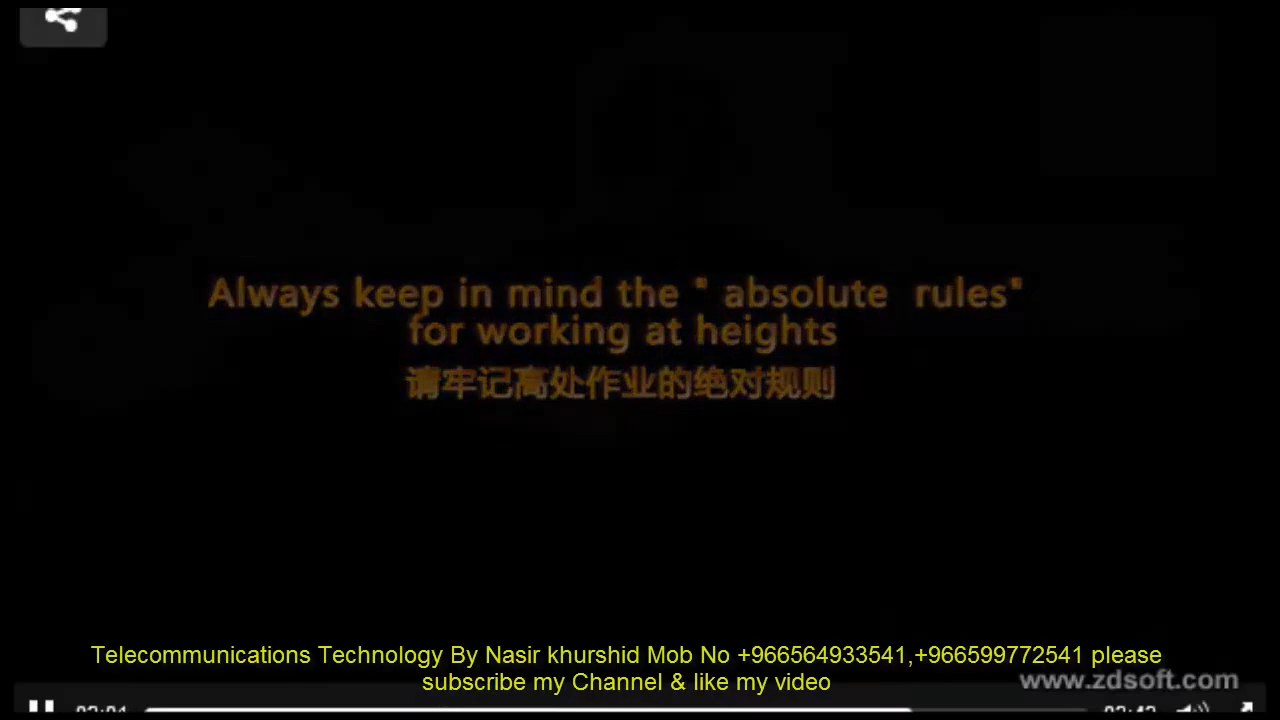 Always keep in mind the " absolute rules"
for working at heights
请牢记高处作业的绝对规则
Telecommunications Technology By Nasir khurshid Mob No +966564933541,+966599772541 please
subscribe my Channel & like my video
www.zdsoft.com